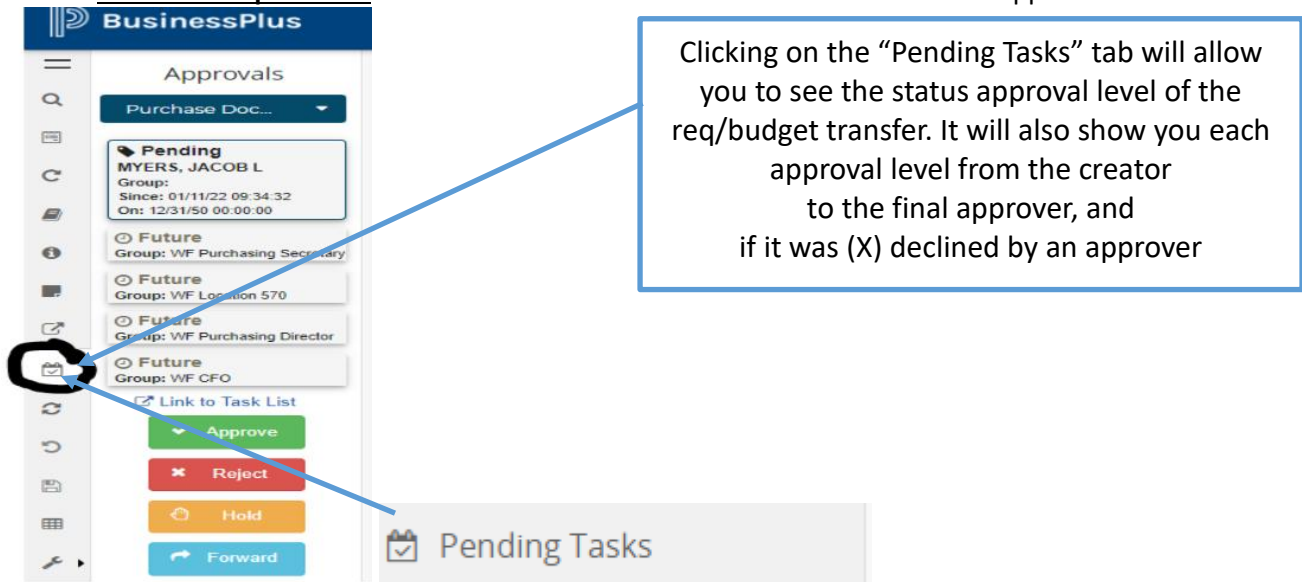 BusinessPlus
Approvals
Purchase Doc...
Pending
MYERS, JACOB L
Group:
Since: 01/11/22 09:34:32
On: 12/31/50 00:00:00
Future
Group: WF Purchasing Secretary
Future
Group: WF Location 570
Future
Group: WF Purchasing Director
Future
Group: WF CFO
Link to Task List
Approve
Reject
Hold
Forward
Clicking on the “Pending Tasks” tab will allow
you to see the status approval level of the
req/budget transfer. It will also show you each
approval level from the creator
to the final approver, and
if it was (X) declined by an approver
Pending Tasks